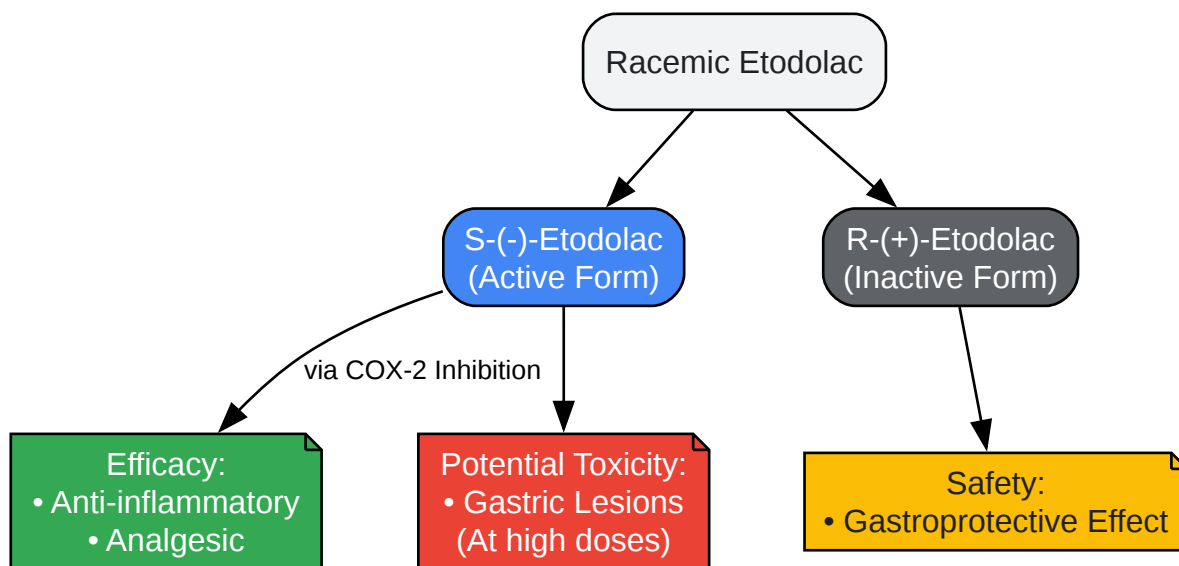 Racemic Etodolac
S-(-)-Etodolac
(Active Form)
R-(+)-Etodolac
(Inactive Form)
via COX-2 Inhibition
Efficacy:
• Anti-inflammatory
• Analgesic
Potential Toxicity:
• Gastric Lesions
(At high doses)
Safety:
• Gastroprotective Effect